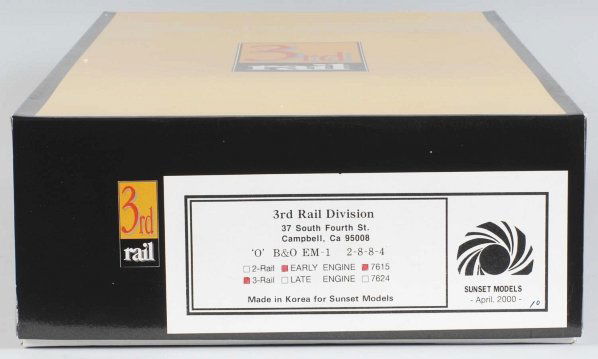 3rd
rail
3rd
rail
3rd Rail Division
37 South Fourth St.
Campbell, Ca 95008
'O' B&O EM-1 2-8-8-4
2-Rail EARLY ENGINE 7615
3-Rail LATE ENGINE 7624
Made in Korea for Sunset Models
SUNSET MODELS
- April, 2000 -
10